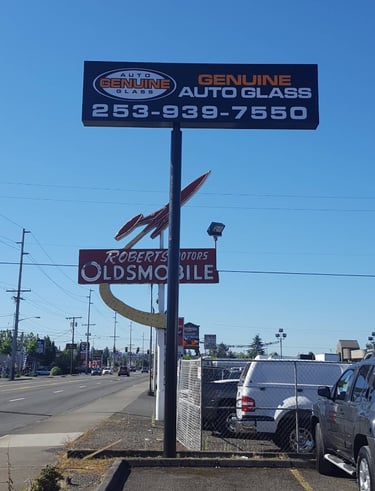 AUTO
GENUINE
GLASS
GENUINE
AUTO GLASS
253-939-7550
ROBERTS MOTORS
OLDSMOBILE